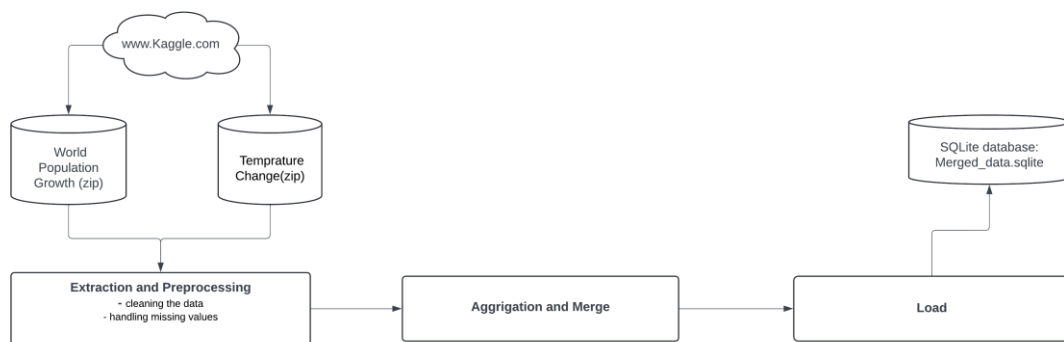 www.Kaggle.com
World
Population
Growth (zip)
Temprature
Change(zip)
SQLite database:
Merged_data.sqlite
Extraction and Preprocessing
- cleaning the data
- handling missing values
Aggrigation and Merge
Load